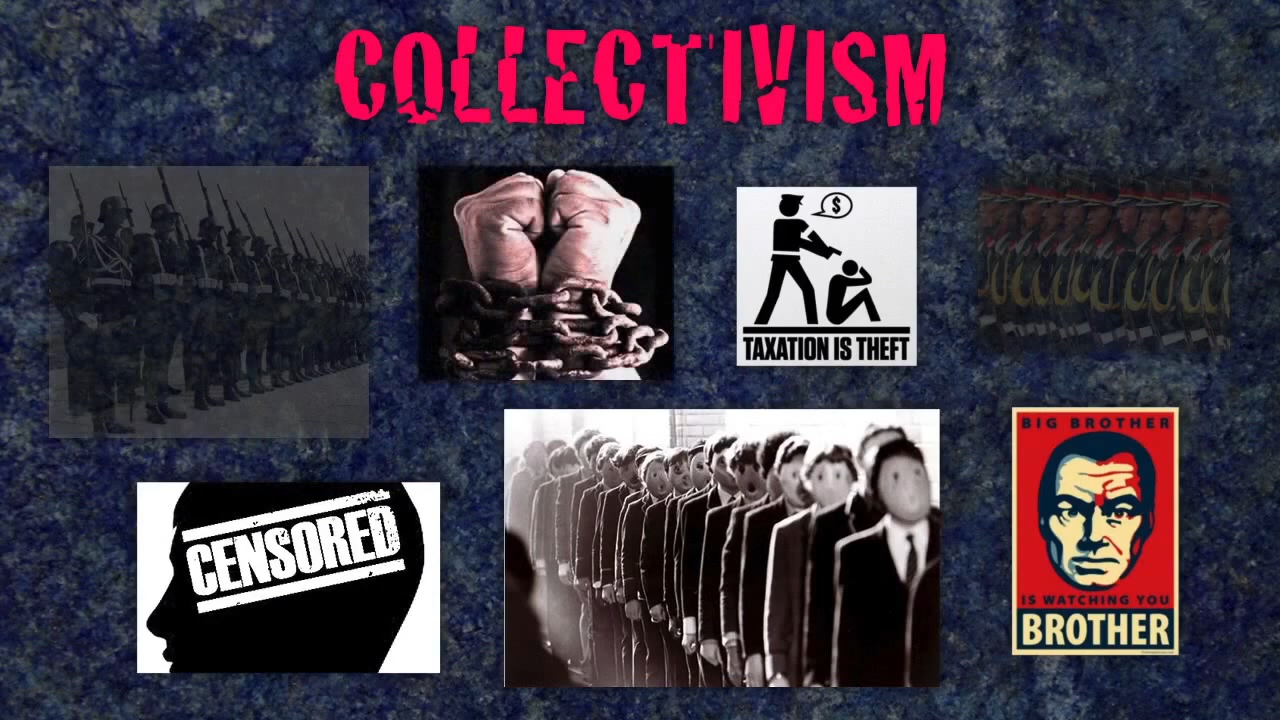 COLLECTIVISM
$
TAXATION IS THEFT
CENSORED
BIG BROTHER
IS WATCHING YOU
BROTHER